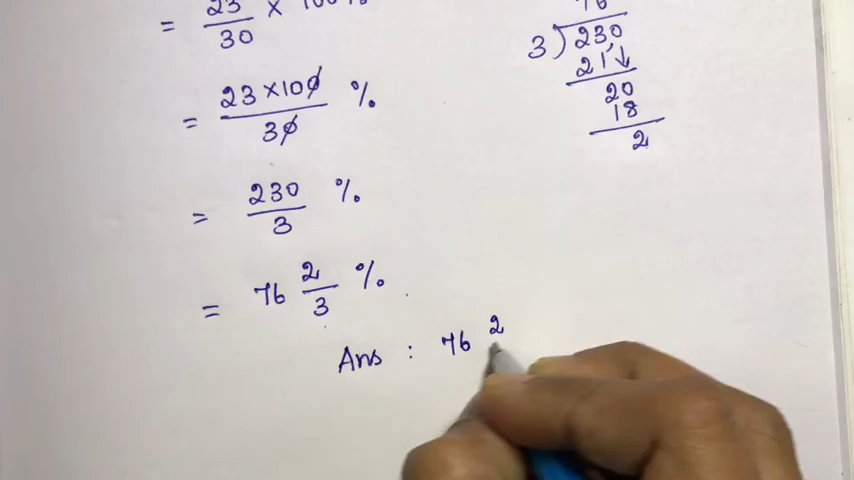 = 23/30 × 100%
= 23×100/30 %
= 230/3 %
= 76 2/3 %
Ans : 76 2
76
3)230
21↓
20
18
2